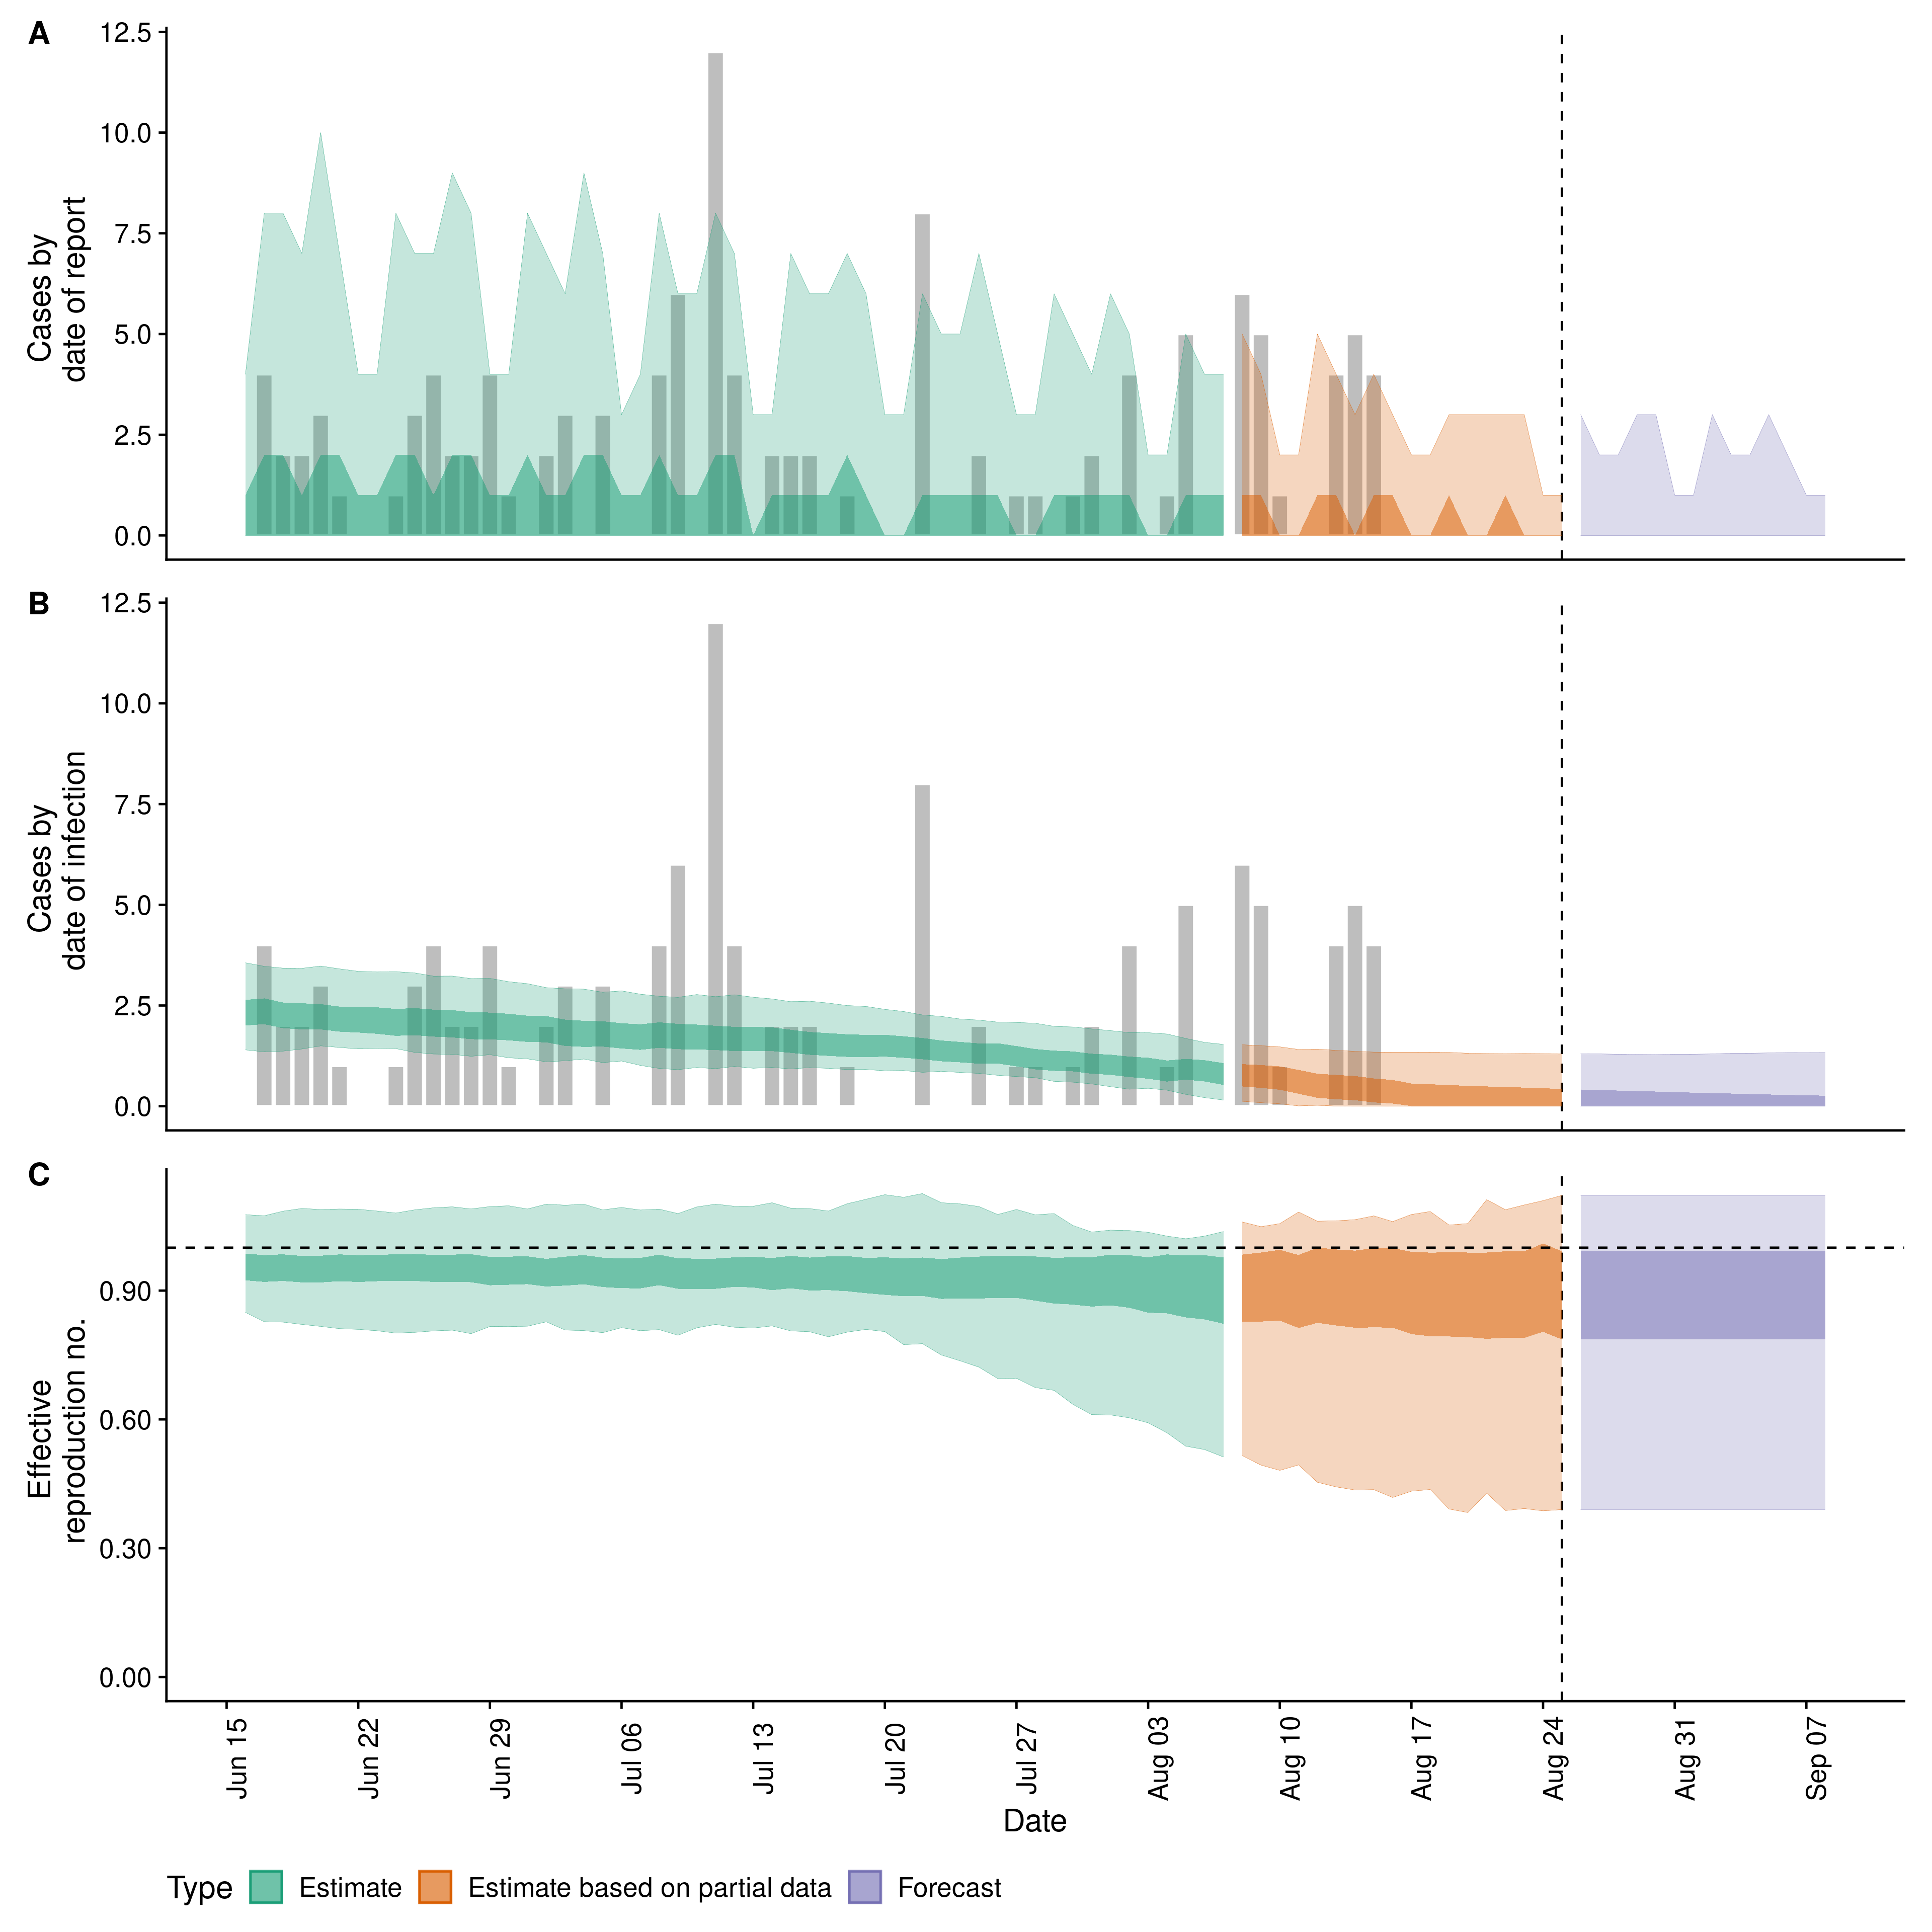 A
12.5
10.0
7.5
5.0
2.5
0.0
Cases by
date of report
B
12.5
10.0
7.5
5.0
2.5
0.0
Cases by
date of infection
C
0.90
0.60
0.30
0.00
Effective
reproduction no.
Jun 15
Jun 22
Jun 29
Jul 06
Jul 13
Jul 20
Jul 27
Aug 03
Aug 10
Aug 17
Aug 24
Aug 31
Sep 07
Date
Type Estimate Estimate based on partial data Forecast